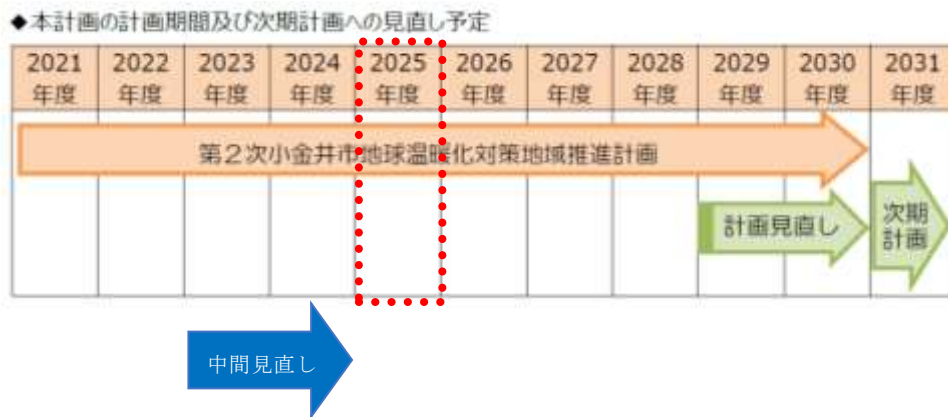 ◆本計画の計画期間及び次期計画への見直し予定
2021 2022 2023 2024 2025 2026 2027 2028 2029 2030 2031
年度 年度 年度 年度 年度 年度 年度 年度 年度 年度 年度
第2次小金井市地球温暖化対策地域推進計画
計画見直し
次期
計画
中間見直し